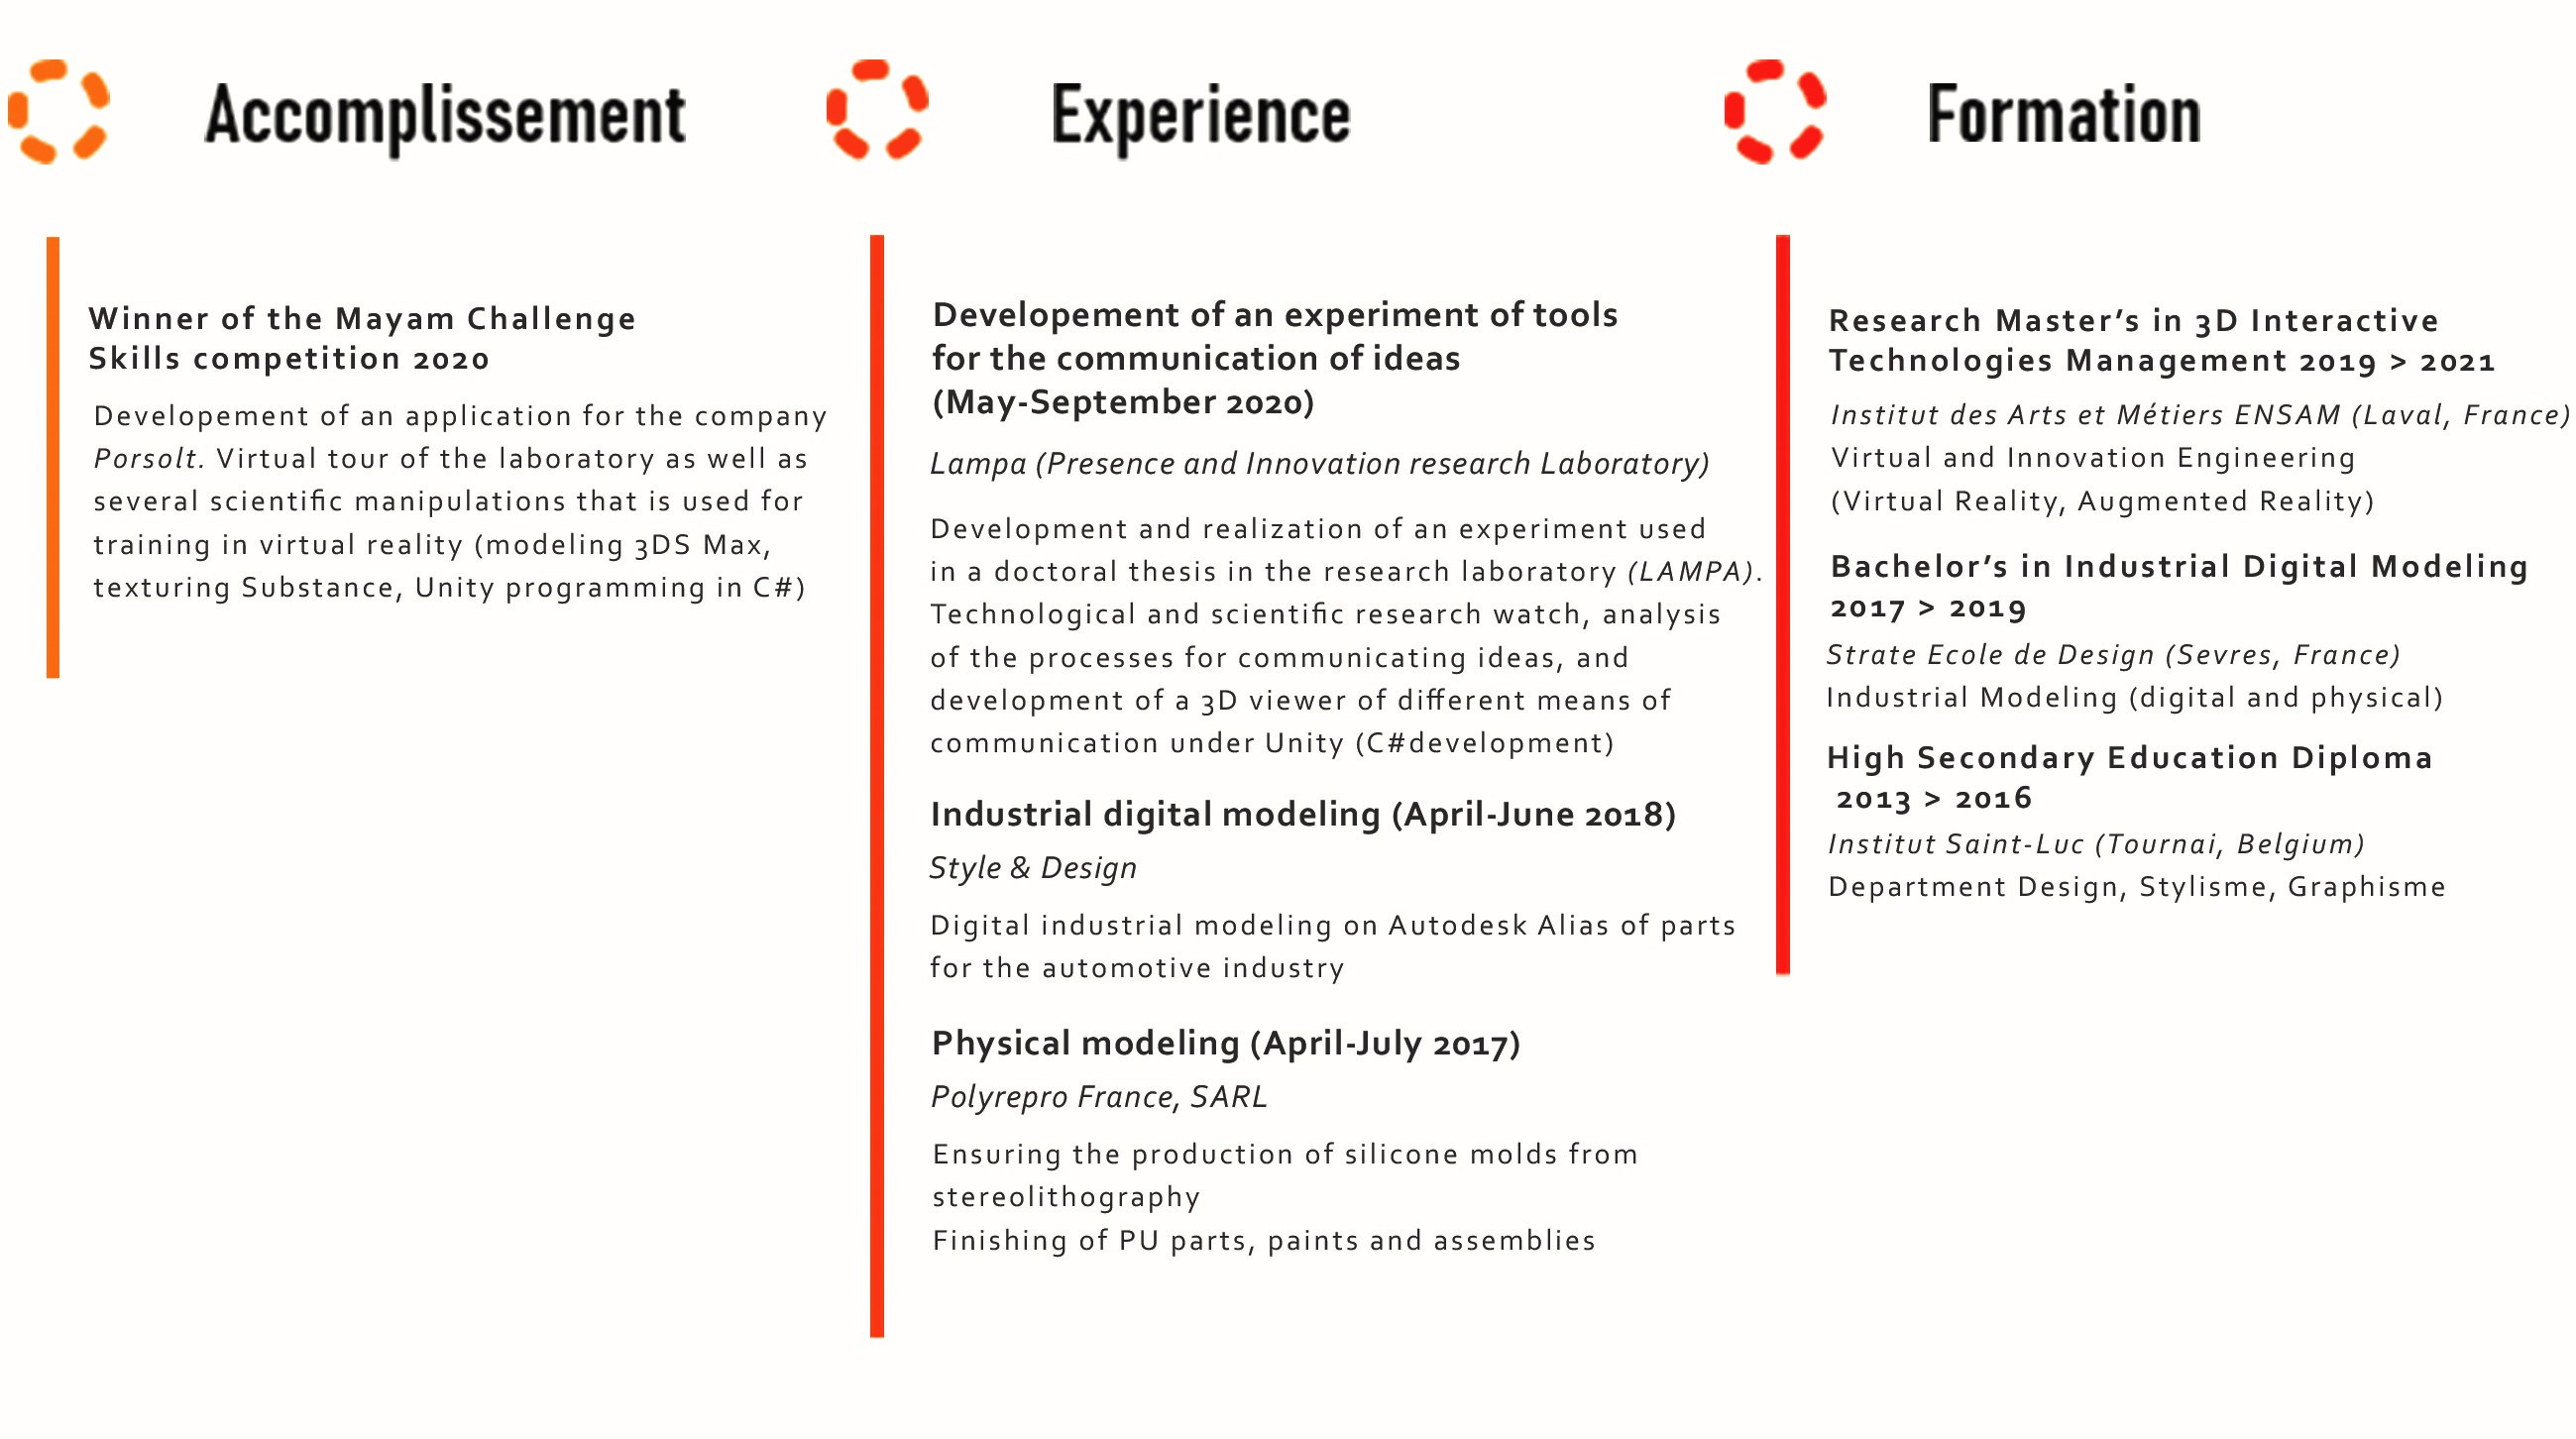 Accomplissement
Winner of the Mayam Challenge
Skills competition 2020
Developement of an application for the company
Porsolt. Virtual tour of the laboratory as well as
several scientific manipulations that is used for
training in virtual reality (modeling 3DS Max,
texturing Substance, Unity programming in C#)
Experience
Developement of an experiment of tools
for the communication of ideas
(May-September 2020)
Lampa (Presence and Innovation research Laboratory)
Development and realization of an experiment used
in a doctoral thesis in the research laboratory (LAMPA).
Technological and scientific research watch, analysis
of the processes for communicating ideas, and
development of a 3D viewer of different means of
communication under Unity (C#development)
Industrial digital modeling (April-June 2018)
Style & Design
Digital industrial modeling on Autodesk Alias of parts
for the automotive industry
Physical modeling (April-July 2017)
Polyrepro France, SARL
Ensuring the production of silicone molds from
stereolithography
Finishing of PU parts, paints and assemblies
Formation
Research Master’s in 3D Interactive
Technologies Management 2019 > 2021
Institut des Arts et Métiers ENSAM (Laval, France)
Virtual and Innovation Engineering
(Virtual Reality, Augmented Reality)
Bachelor’s in Industrial Digital Modeling
2017 > 2019
Strate Ecole de Design (Sevres, France)
Industrial Modeling (digital and physical)
High Secondary Education Diploma
2013 > 2016
Institut Saint-Luc (Tournai, Belgium)
Department Design, Stylisme, Graphisme